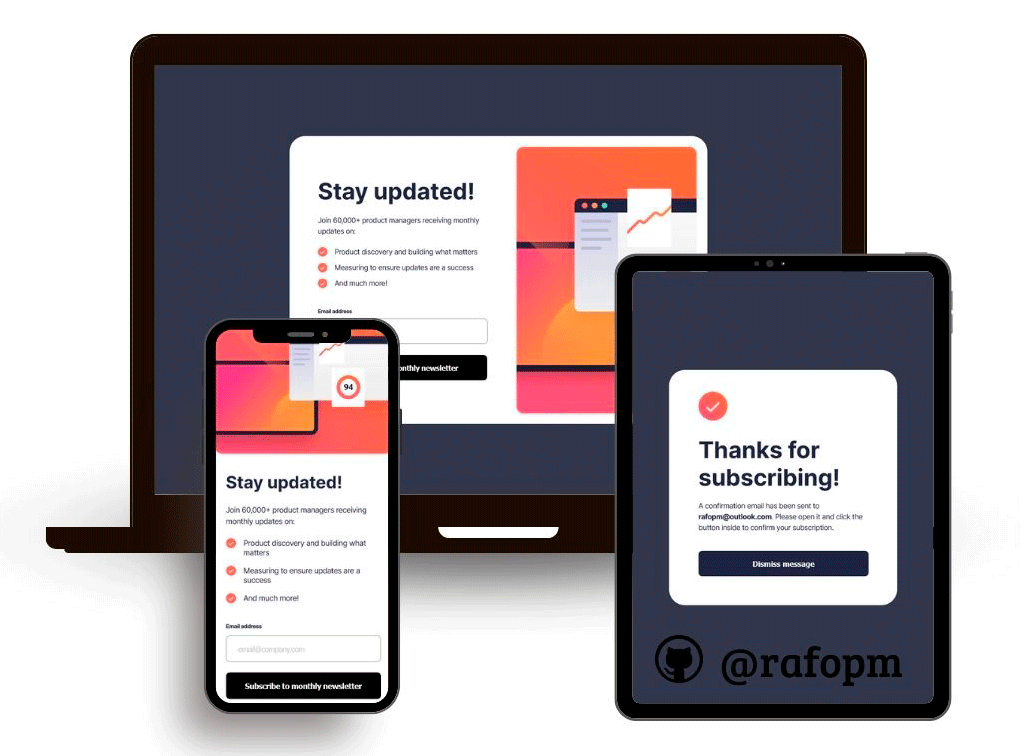 Stay updated!
Join 60,000+ product managers receiving monthly
updates on:
Product discovery and building what matters
Measuring to ensure updates are a success
And much more!
Email address
nthly newsletter
94
Stay updated!
Join 60,000+ product managers receiving
monthly updates on:
Product discovery and building what
matters
Measuring to ensure updates are a
success
And much more!
Email address
email@company.com
Subscribe to monthly newsletter
Thanks for
subscribing!
A confirmation email has been sent to
rafopm@outlook.com. Please open it and click the
button inside to confirm your subscription.
Dismiss message
@rafopm